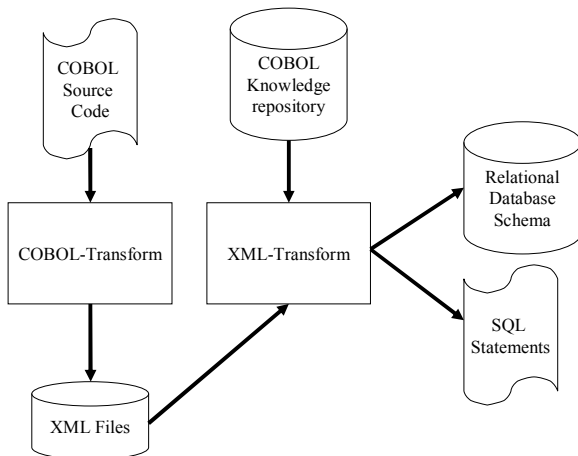 COBOL
Source
Code
COBOL
Knowledge
repository
Relational
Database
Schema
COBOL-Transform
XML-Transform
SQL
Statements
XML Files